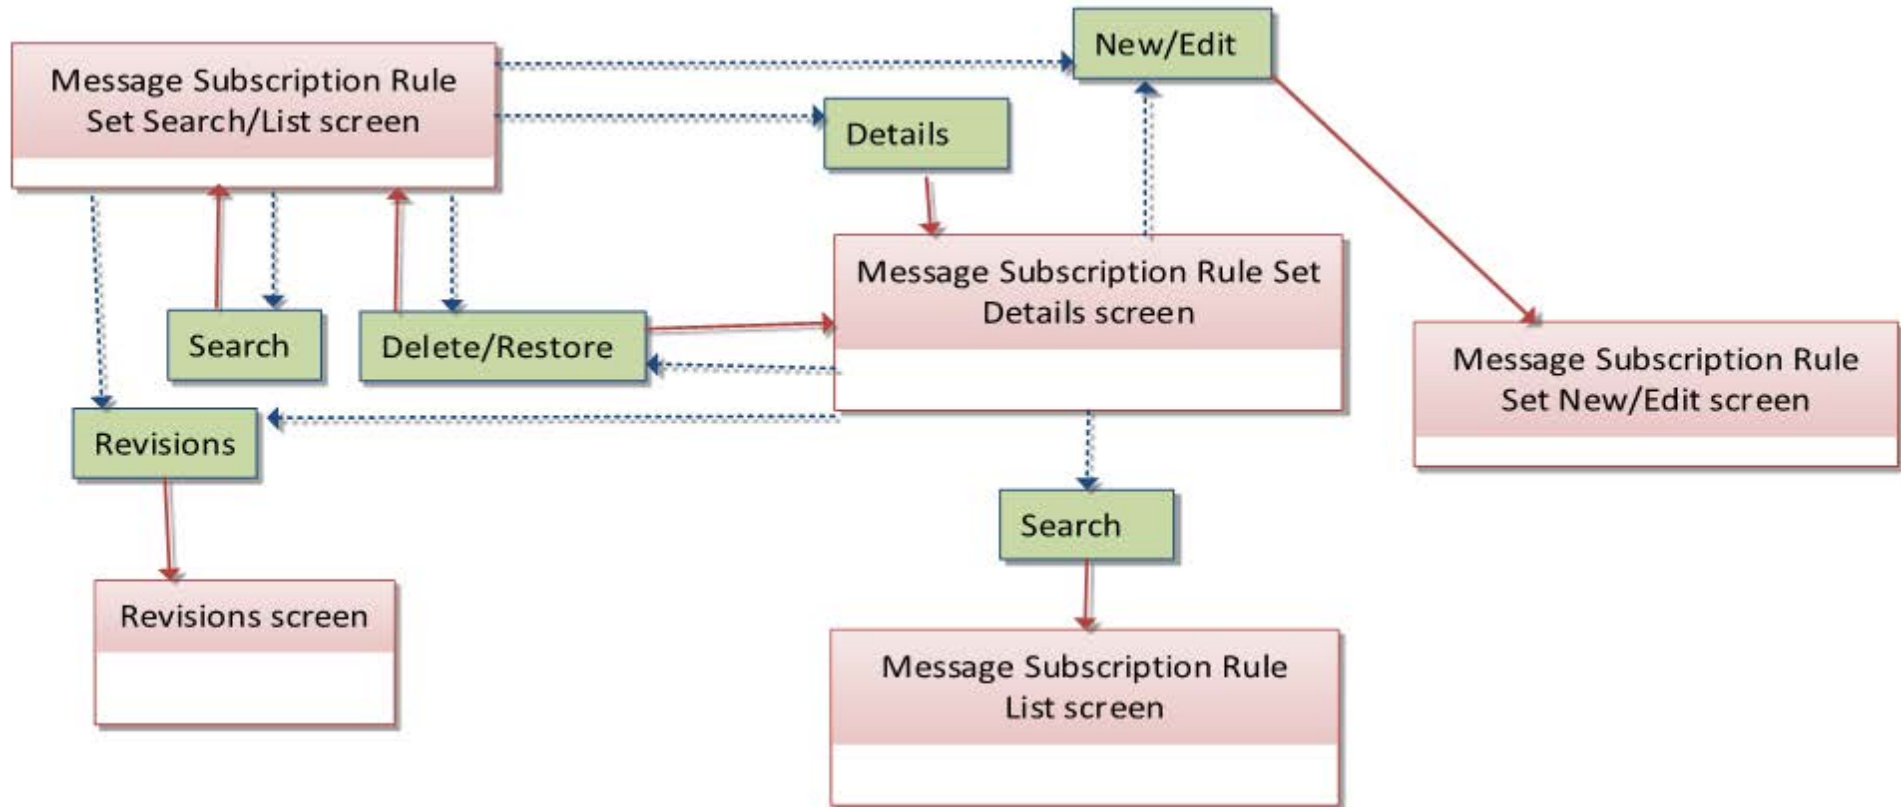 New/Edit
Message Subscription Rule
Set Search/List screen
Details
Message Subscription Rule Set
Details screen
Search
Delete/Restore
Message Subscription Rule
Set New/Edit screen
Revisions
Search
Revisions screen
Message Subscription Rule
List screen